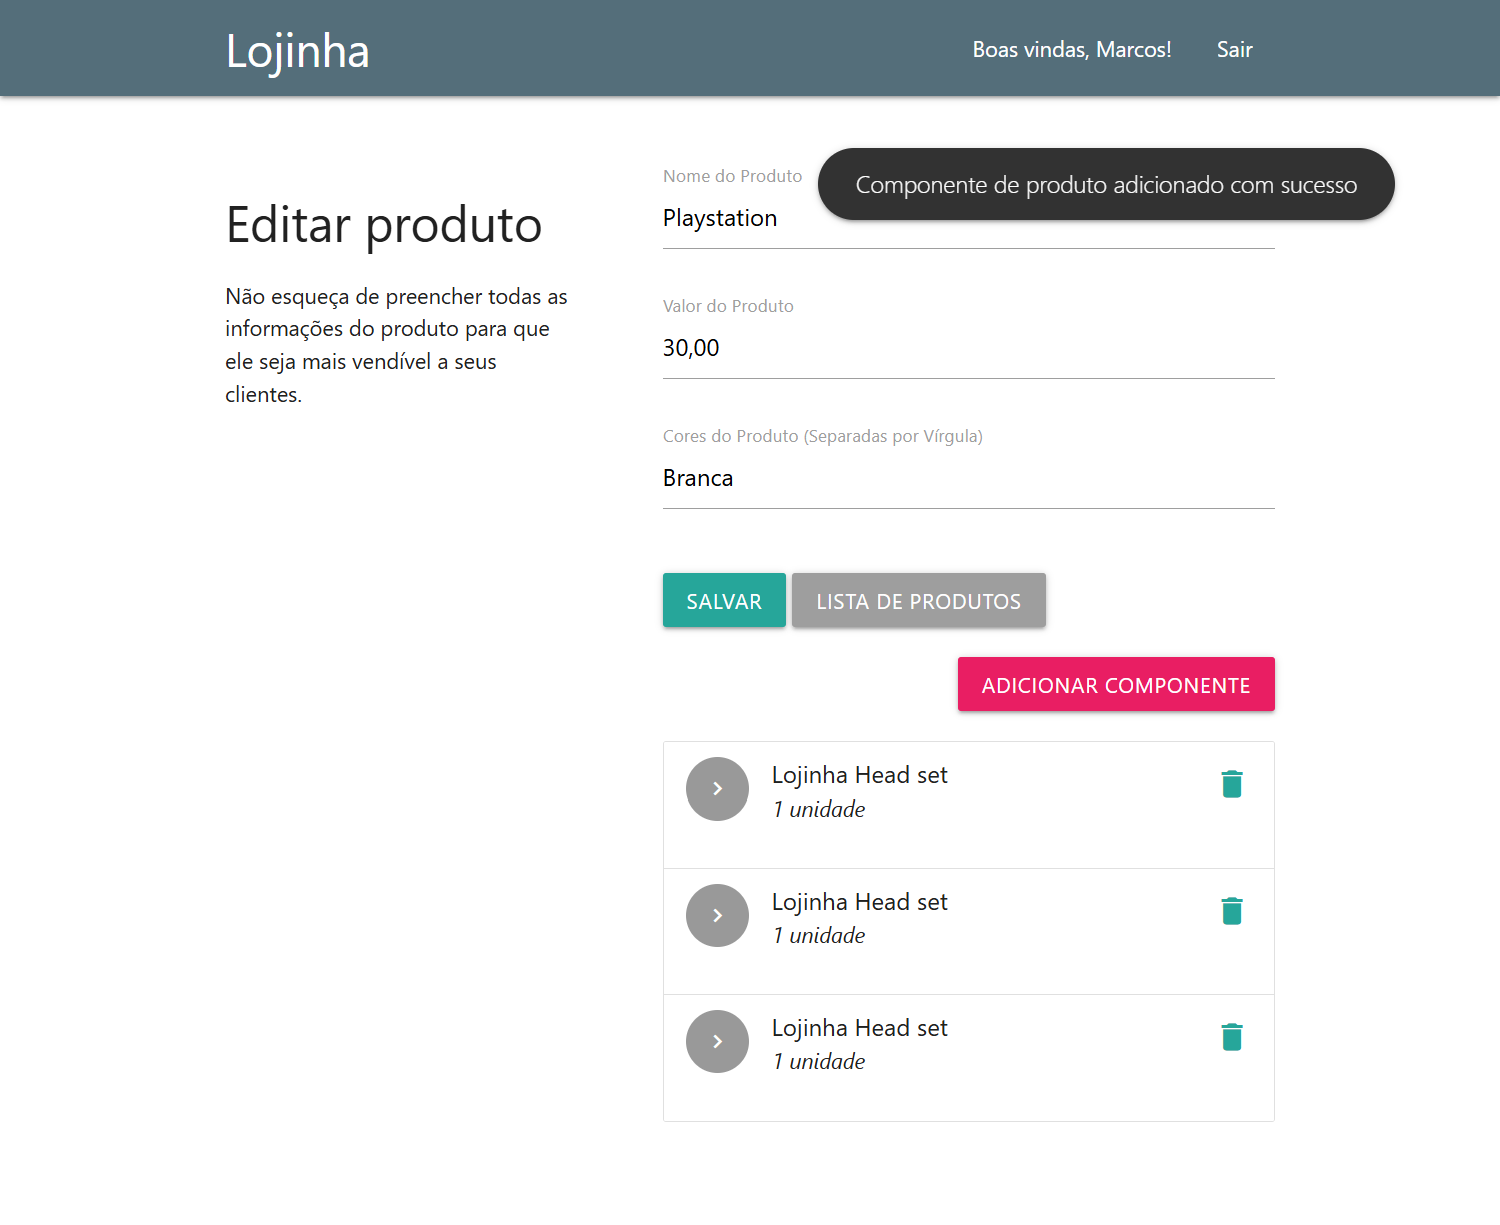 Lojinha
Boas vindas, Marcos!
Sair
Editar produto
Não esqueça de preencher todas as
informações do produto para que
ele seja mais vendível a seus
clientes.
Componente de produto adicionado com sucesso
Nome do Produto
Playstation
Valor do Produto
30,00
Cores do Produto (Separadas por Vírgula)
Branca
SALVAR
LISTA DE PRODUTOS
ADICIONAR COMPONENTE
Lojinha Head set
1 unidade
Lojinha Head set
1 unidade
Lojinha Head set
1 unidade